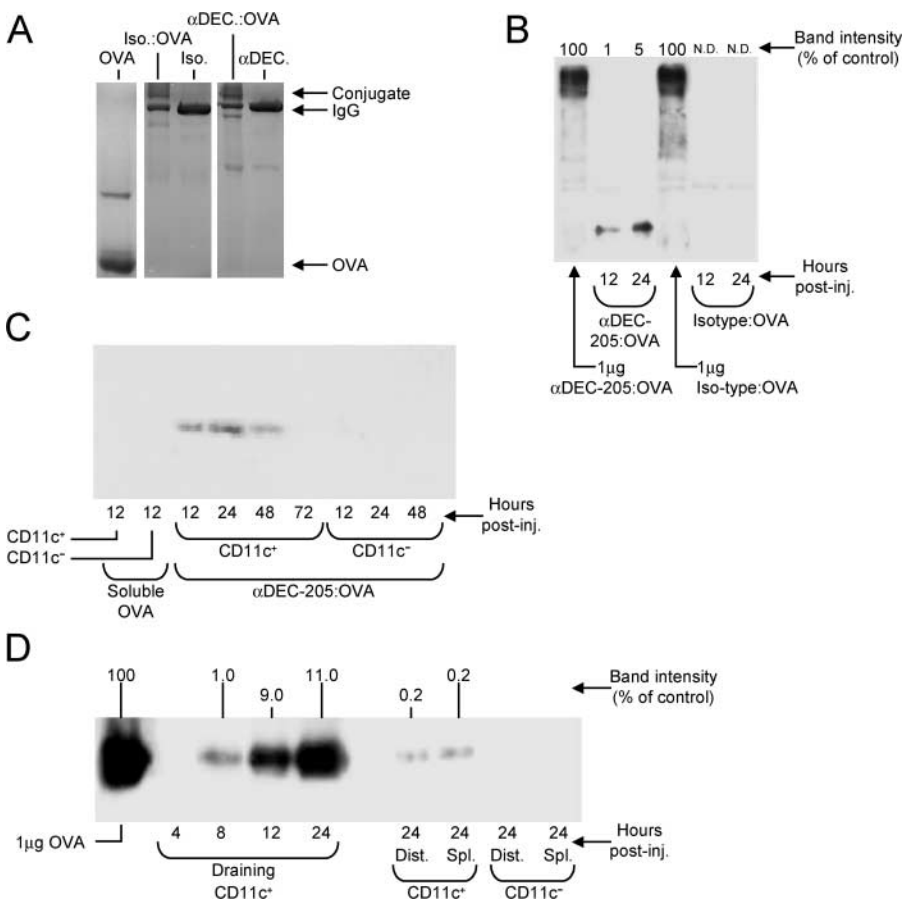 A
αDEC.:OVA
Iso.:OVA
OVA
Iso.
αDEC.
Conjugate
IgG
OVA
B
100 1 5 100 N.D. N.D.
Band intensity
(% of control)
12 24 12 24
Hours
post-inj.
αDEC-
205:OVA
Isotype:OVA
1μg
αDEC-205:OVA
1μg
Iso-type:OVA
C
12 12 12 24 48 72 12 24 48
Hours
post-inj.
CD11c⁺
CD11c⁻
CD11c⁺
CD11c⁻
Soluble
OVA
αDEC-205:OVA
D
100 1.0 9.0 11.0 0.2 0.2
Band intensity
(% of control)
1μg OVA
4 8 12 24 24 24 24 24
Dist. Spl. Dist. Spl.
Hours
post-inj.
Draining
CD11c⁺
CD11c⁺
CD11c⁻